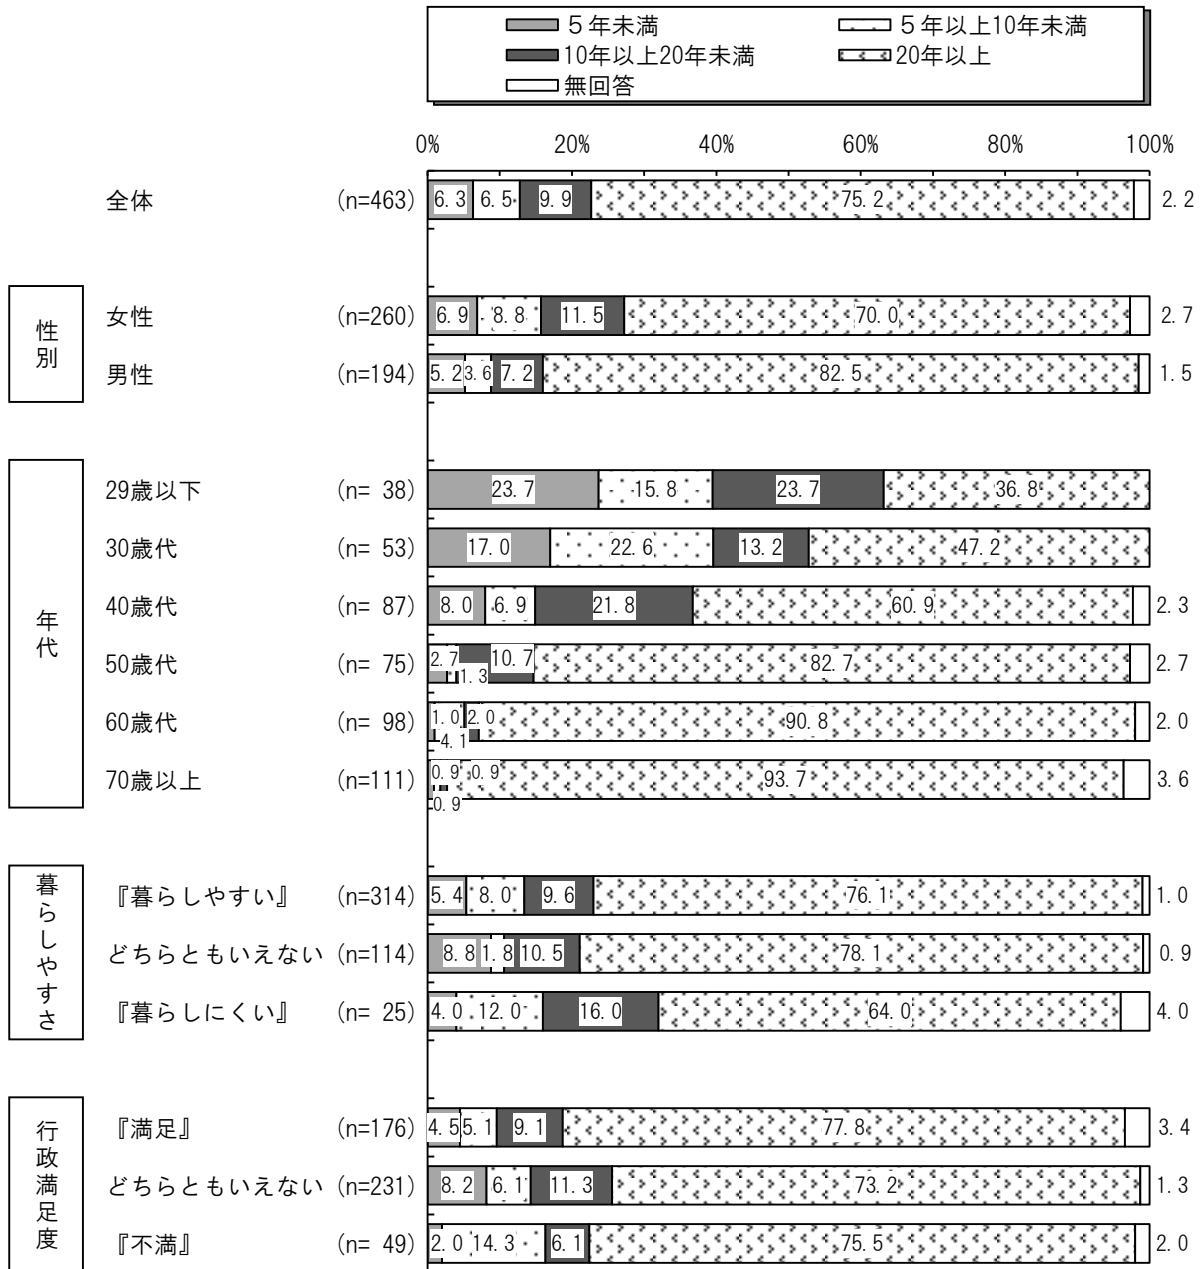 ５年未満 ５年以上10年未満
10年以上20年未満 20年以上
無回答
0% 20% 40% 60% 80% 100%
全体 (n=463) 6.3 6.5 9.9 75.2 2.2
性別
女性 (n=260) 6.9 8.8 11.5 70.0 2.7
男性 (n=194) 5.2 3.6 7.2 82.5 1.5
年代
29歳以下 (n= 38) 23.7 15.8 23.7 36.8
30歳代 (n= 53) 17.0 22.6 13.2 47.2
40歳代 (n= 87) 8.0 6.9 21.8 60.9 2.3
50歳代 (n= 75) 2.7 1.3 10.7 82.7 2.7
60歳代 (n= 98) 1.0 4.1 2.0 90.8 2.0
70歳以上 (n=111) 0.9 0.9 0.9 93.7 3.6
暮らしやすさ
『暮らしやすい』 (n=314) 5.4 8.0 9.6 76.1 1.0
どちらともいえない (n=114) 8.8 1.8 10.5 78.1 0.9
『暮らしにくい』 (n= 25) 4.0 12.0 16.0 64.0 4.0
行政満足度
『満足』 (n=176) 4.5 5.1 9.1 77.8 3.4
どちらともいえない (n=231) 8.2 6.1 11.3 73.2 1.3
『不満』 (n= 49) 2.0 14.3 6.1 75.5 2.0